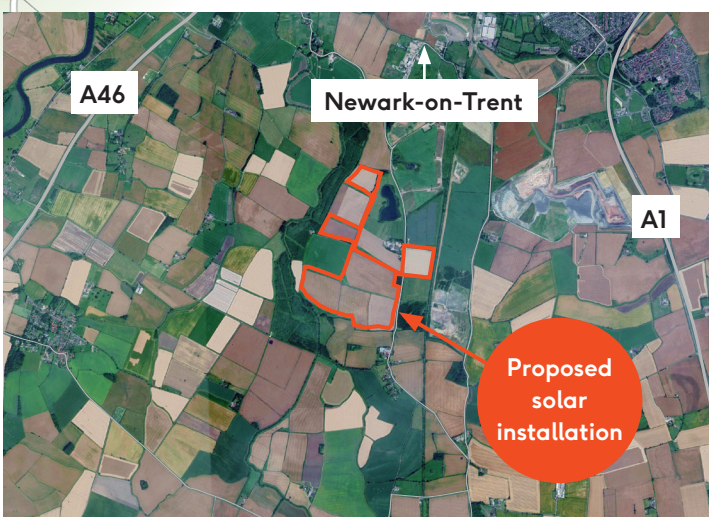 A46
Newark-on-Trent
A1
Proposed
solar
installation